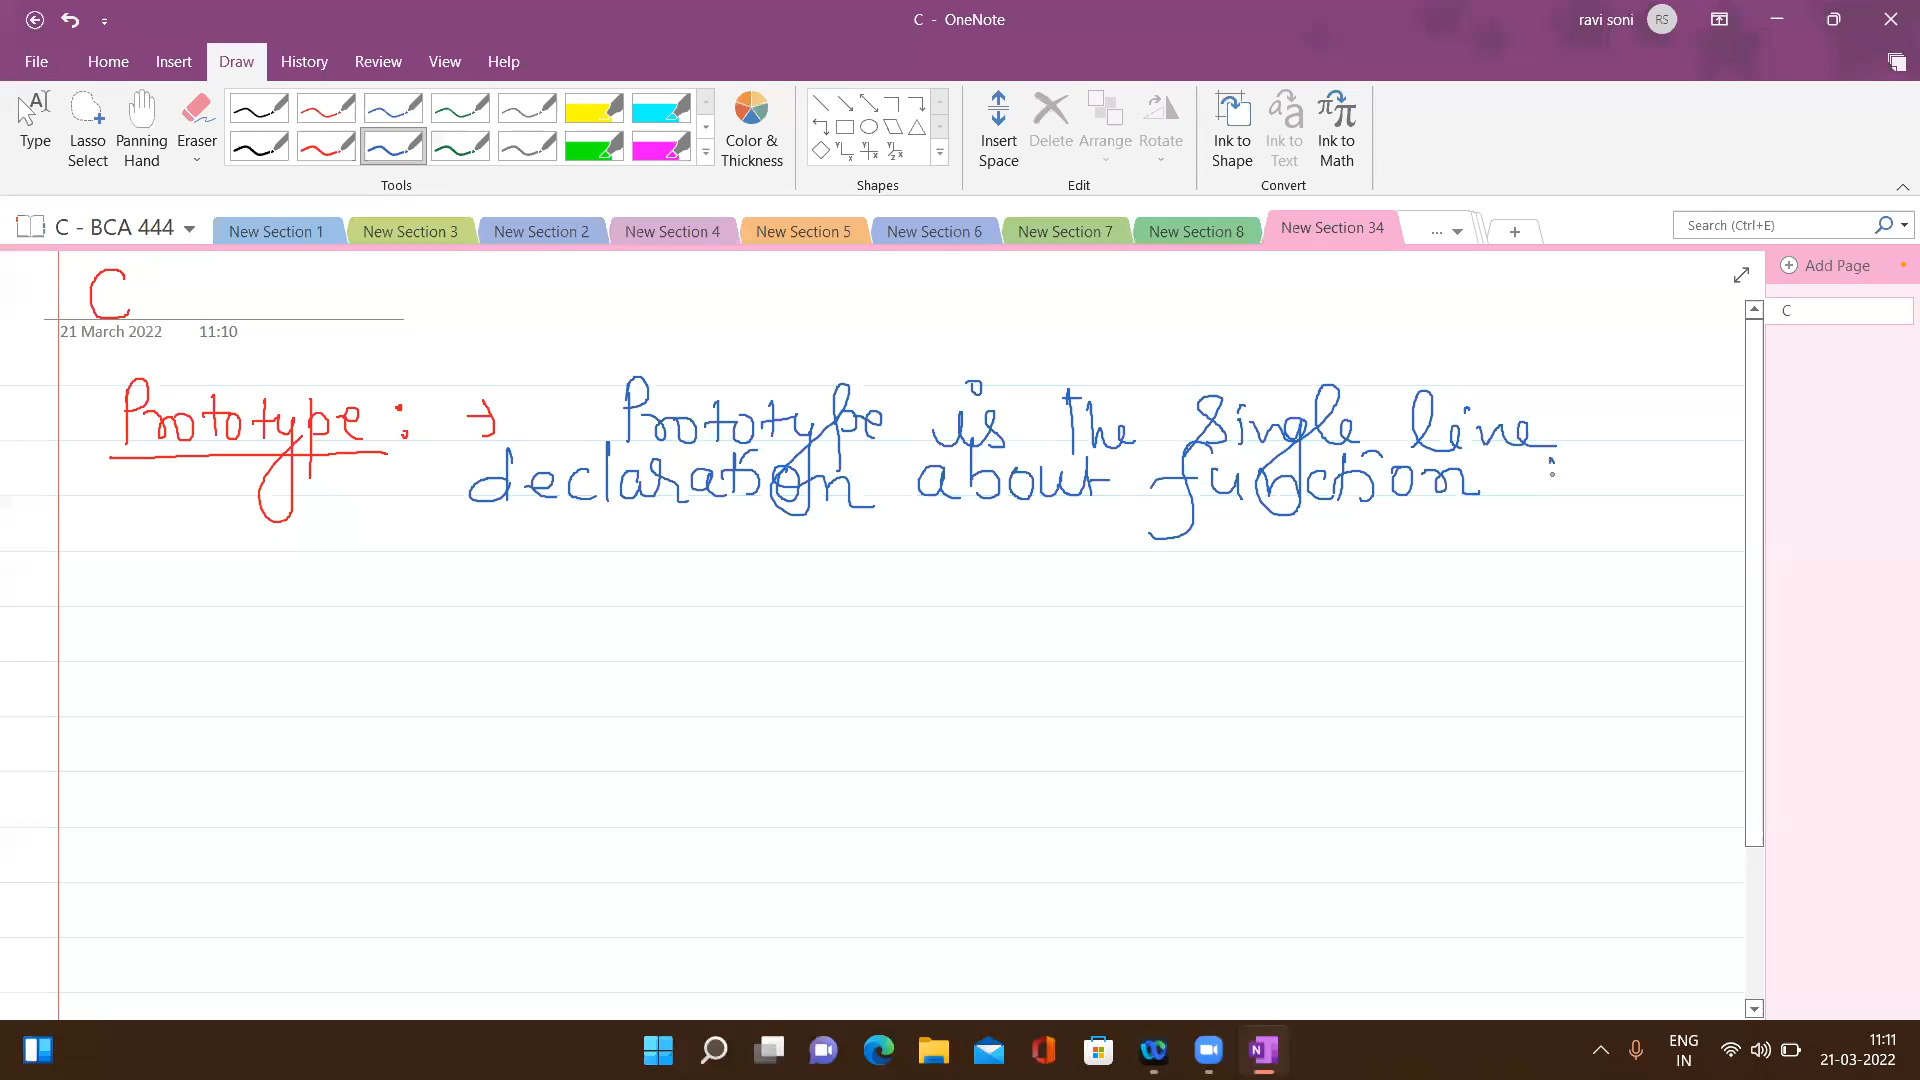 C - OneNote
ravi soni RS
File Home Insert Draw History Review View Help
Type Lasso Select Panning Hand Eraser Color & Thickness Insert Space Delete Arrange Rotate Ink to Shape Ink to Text Ink to Math
Tools Shapes Edit Convert
C - BCA 444 New Section 1 New Section 3 New Section 2 New Section 4 New Section 5 New Section 6 New Section 7 New Section 8 New Section 34 ... + Search (Ctrl+E)
Add Page
C
C
21 March 2022 11:10
Prototype : → Prototype is the Single line
declaration about function :
ENG IN 11:11 21-03-2022